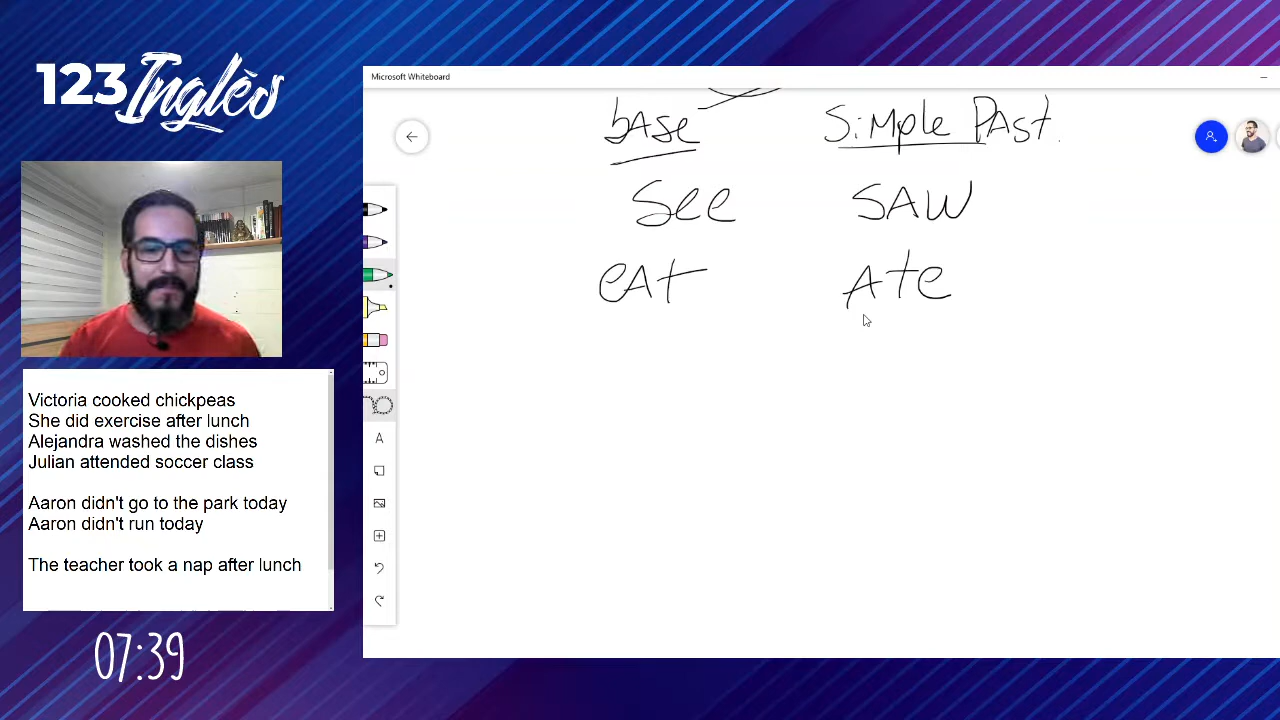 123 Inglès
Microsoft Whiteboard
bAse SiMple PAst.
See SAW
eAt Ate
A
Victoria cooked chickpeas
She did exercise after lunch
Alejandra washed the dishes
Julian attended soccer class
Aaron didn't go to the park today
Aaron didn't run today
The teacher took a nap after lunch
07:39